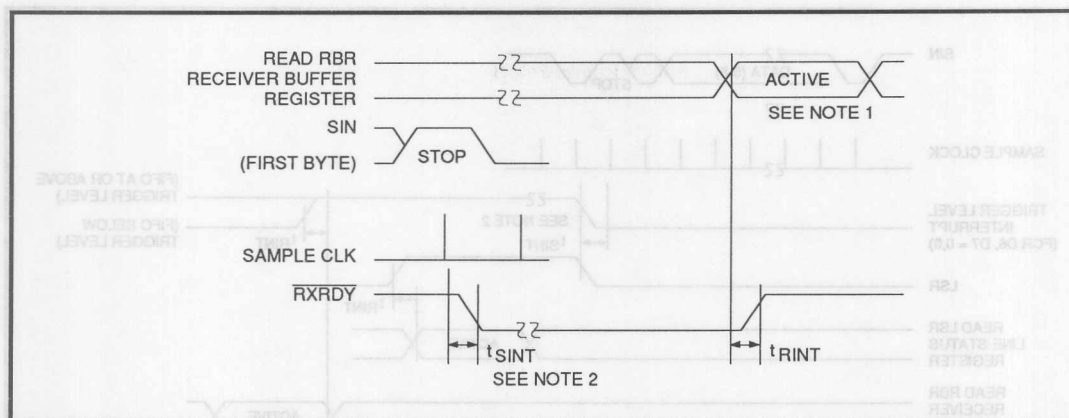 READ RBR
RECEIVER BUFFER
REGISTER
ACTIVE
SEE NOTE 1
SIN
(FIRST BYTE)
STOP
SAMPLE CLK
RXRDY
tSINT
tRINT
SEE NOTE 2